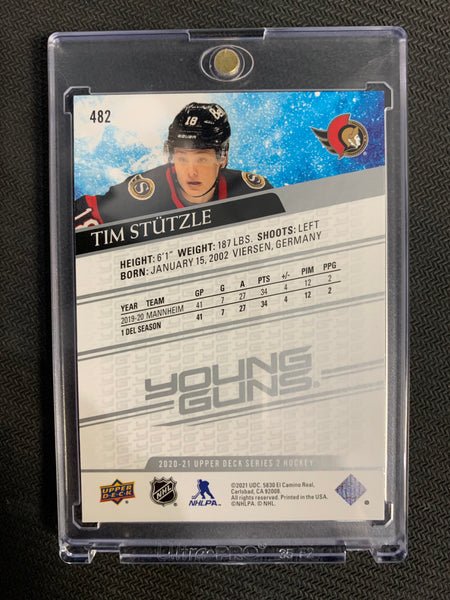 482
18
TIM STÜTZLE
HEIGHT: 6'1" WEIGHT: 187 LBS. SHOOTS: LEFT
BORN: JANUARY 15, 2002 VIERSEN, GERMANY
YEAR TEAM GP G A PTS +/- PIM PPG
2019-20 MANNHEIM 41 7 27 34 4 12 2
1 DEL SEASON 41 7 27 34 4 12 2
YOUNG
GUNS®
2020-21 UPPER DECK SERIES 2 HOCKEY
UPPER
DECK
NHL
NHLPA
©2021 UDC. 5830 El Camino Real,
Carlsbad, CA 92008.
All rights reserved. Printed in the USA.
©NHLPA. © NHL.